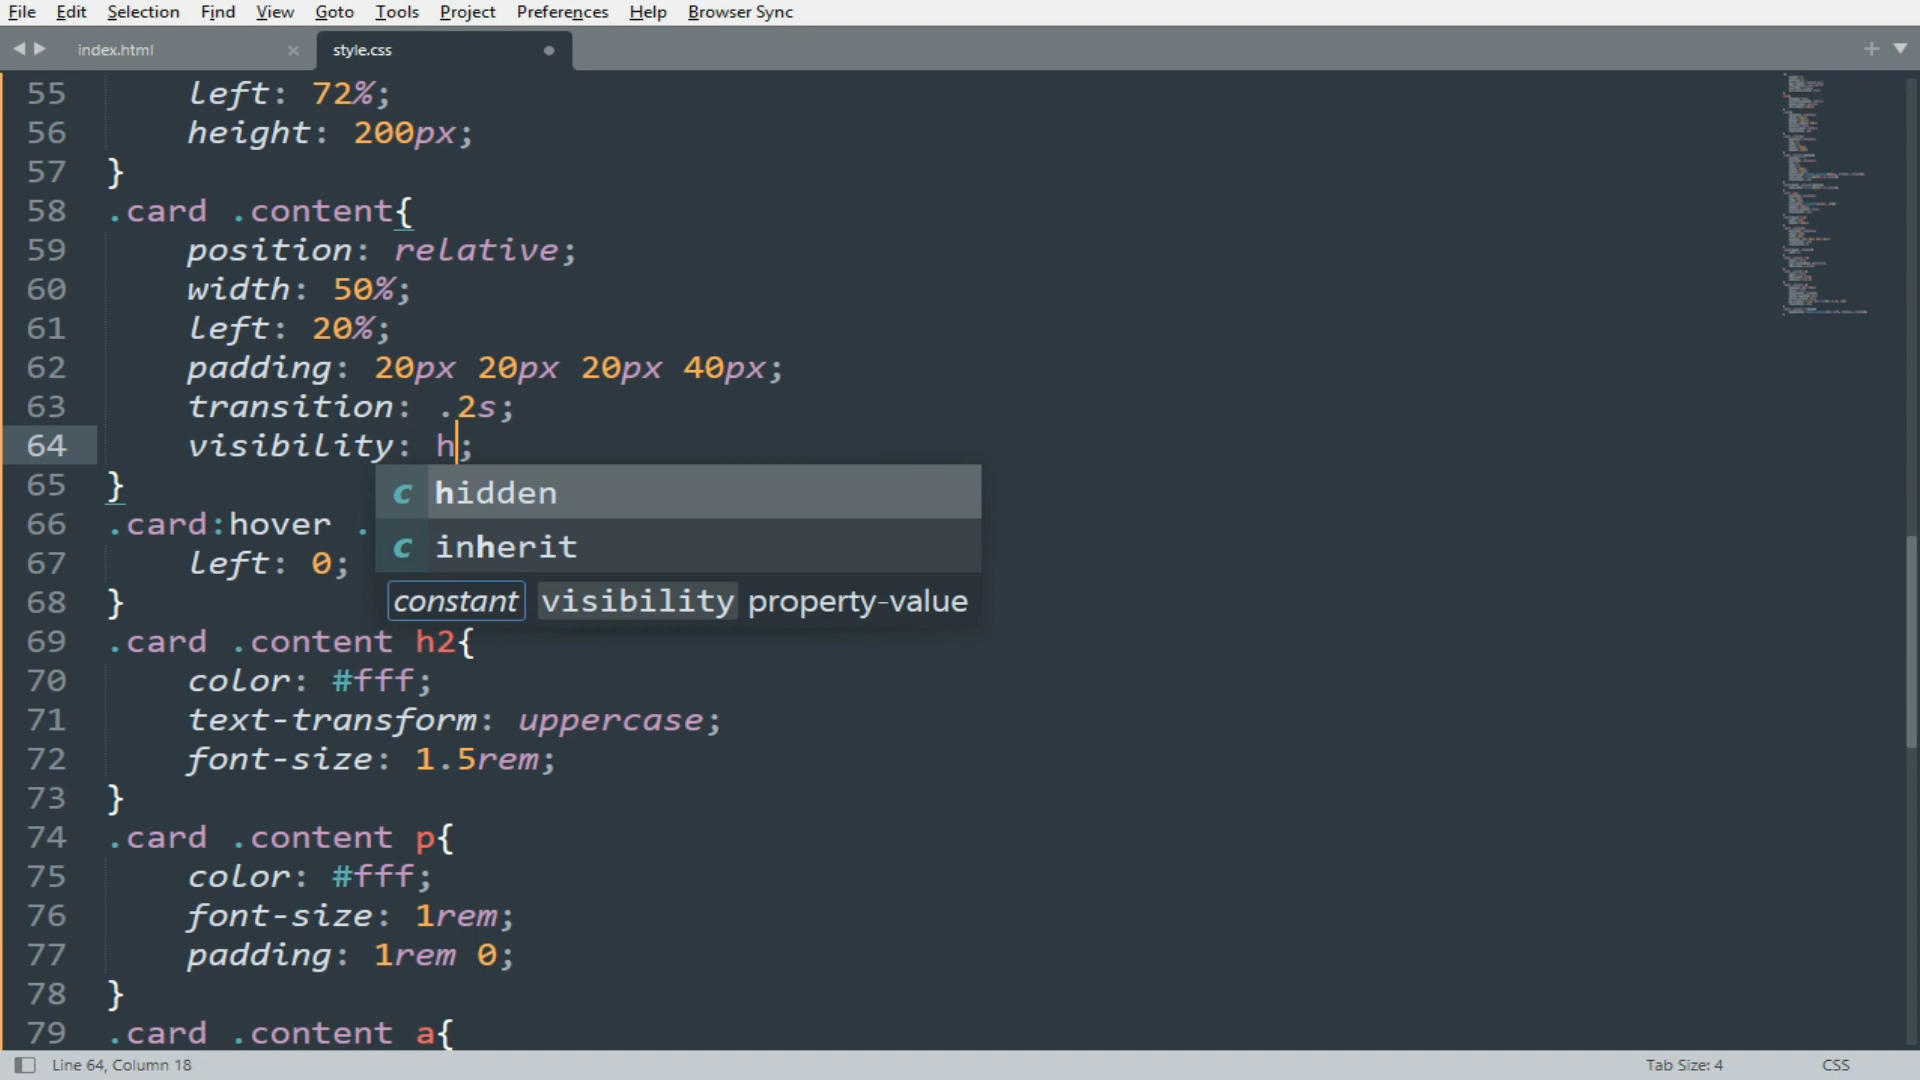 File Edit Selection Find View Goto Tools Project Preferences Help Browser Sync
index.html style.css
55 left: 72%;
56 height: 200px;
57 }
58 .card .content{
59 position: relative;
60 width: 50%;
61 left: 20%;
62 padding: 20px 20px 20px 40px;
63 transition: .2s;
64 visibility: h;
c hidden
65 }
66 .card:hover .
c inherit
67 left: 0;
constant visibility property-value
68 }
69 .card .content h2{
70 color: #fff;
71 text-transform: uppercase;
72 font-size: 1.5rem;
73 }
74 .card .content p{
75 color: #fff;
76 font-size: 1rem;
77 padding: 1rem 0;
78 }
79 .card .content a{
Line 64, Column 18 Tab Size: 4 CSS